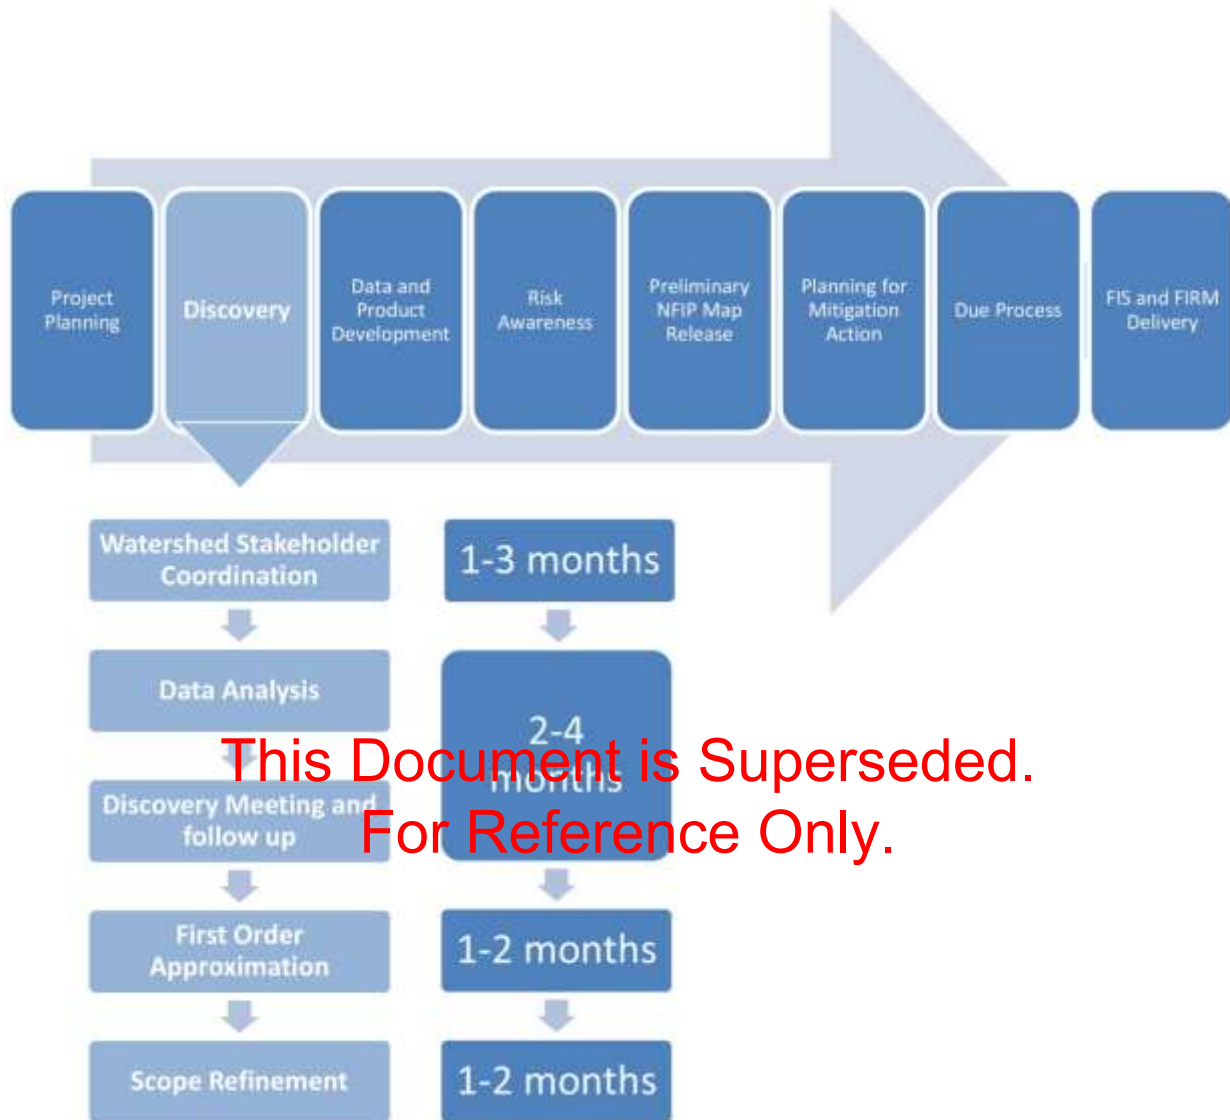 Project
Planning
Discovery
Data and
Product
Development
Risk
Awareness
Preliminary
NFIP Map
Release
Planning for
Mitigation
Action
Due Process
FIS and FIRM
Delivery
Watershed Stakeholder
Coordination
1-3 months
Data Analysis
2-4
months
This Document is Superseded.
Discovery Meeting and
follow up
For Reference Only.
First Order
Approximation
1-2 months
Scope Refinement
1-2 months